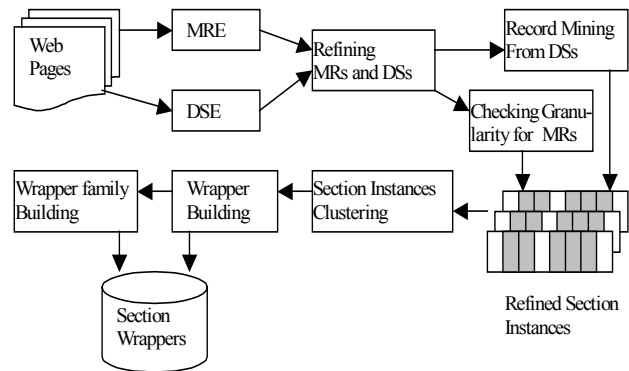 Web
Pages
MRE
DSE
Refining
MRs and DSs
Record Mining
From DSs
Checking Granu-
larity for MRs
Wrapper family
Building
Wrapper
Building
Section Instances
Clustering
Refined Section
Instances
Section
Wrappers